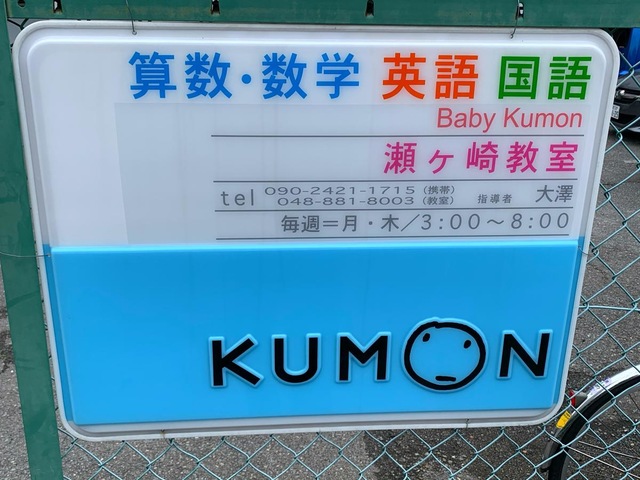 算数・数学 英語 国語
Baby Kumon
瀬ヶ崎教室
tel 090-2421-1715(携帯)
048-881-8003(教室) 指導者 大澤
毎週=月・木/3:00〜8:00
KUMON